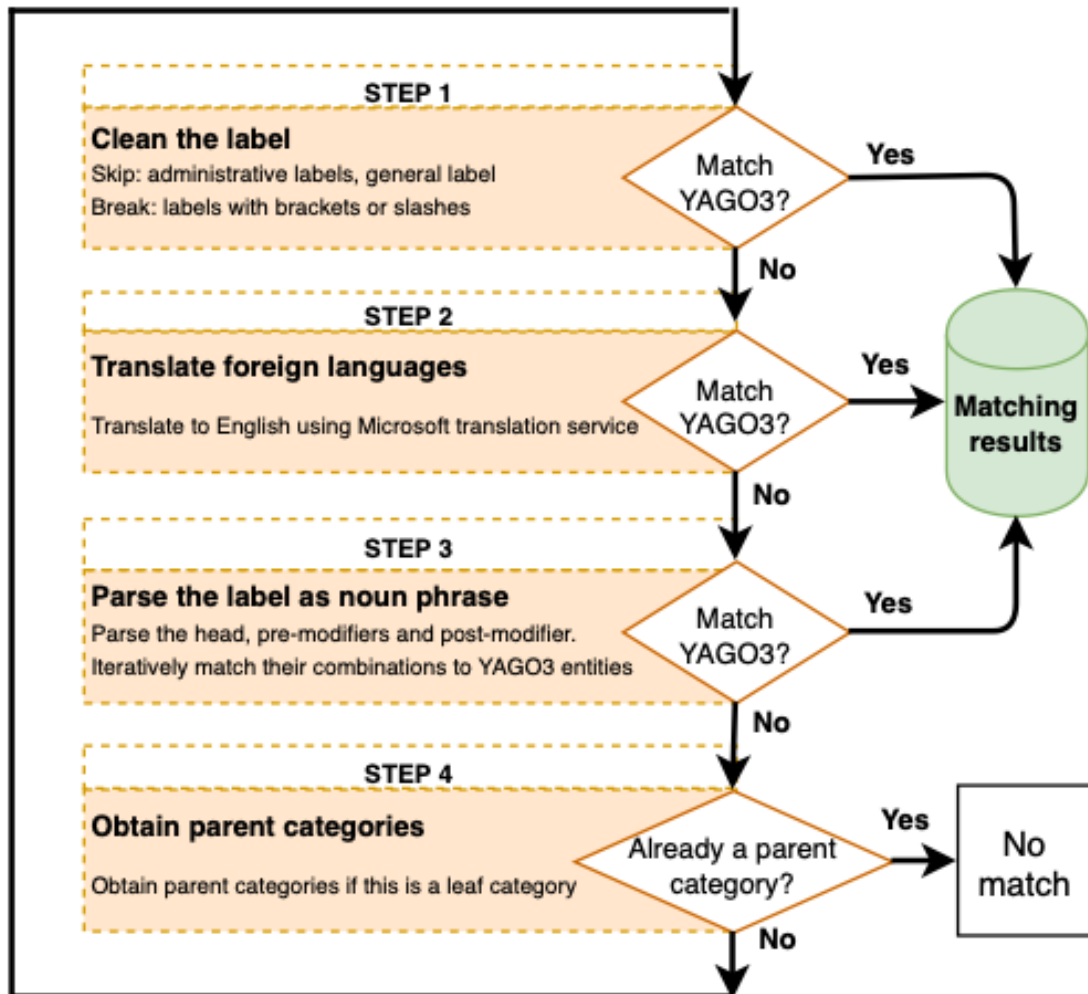 STEP 1
Clean the label
Skip: administrative labels, general label
Break: labels with brackets or slashes
Match
YAGO3?
Yes
No
STEP 2
Translate foreign languages
Translate to English using Microsoft translation service
Match
YAGO3?
Yes
Matching
results
No
STEP 3
Parse the label as noun phrase
Parse the head, pre-modifiers and post-modifier.
Iteratively match their combinations to YAGO3 entities
Match
YAGO3?
Yes
No
STEP 4
Obtain parent categories
Obtain parent categories if this is a leaf category
Already a parent
category?
Yes
No
match
No